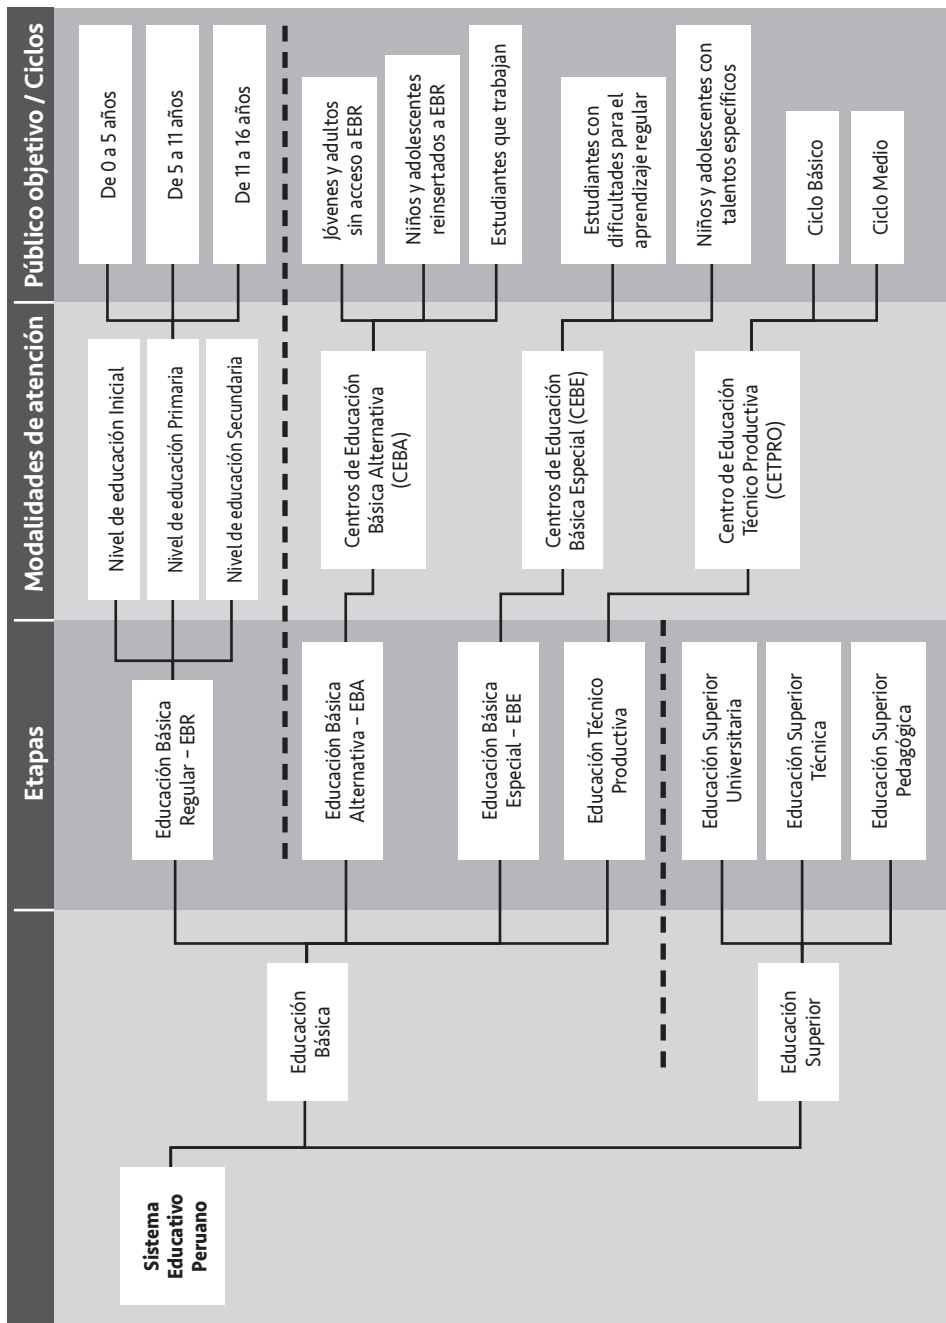 Etapas
Modalidades de atención
Público objetivo / Ciclos
Sistema
Educativo
Peruano
Educación
Básica
Educación
Superior
Educación Básica
Regular – EBR
Educación Básica
Alternativa – EBA
Educación Básica
Especial – EBE
Educación Técnico
Productiva
Educación Superior
Universitaria
Educación Superior
Técnica
Educación Superior
Pedagógica
Nivel de educación Inicial
Nivel de educación Primaria
Nivel de educación Secundaria
Centros de Educación
Básica Alternativa
(CEBA)
Centros de Educación
Básica Especial (CEBE)
Centro de Educación
Técnico Productiva
(CETPRO)
De 0 a 5 años
De 5 a 11 años
De 11 a 16 años
Jóvenes y adultos
sin acceso a EBR
Niños y adolescentes
reinsertados a EBR
Estudiantes que trabajan
Estudiantes con
dificultades para el
aprendizaje regular
Niños y adolescentes con
talentos específicos
Ciclo Básico
Ciclo Medio